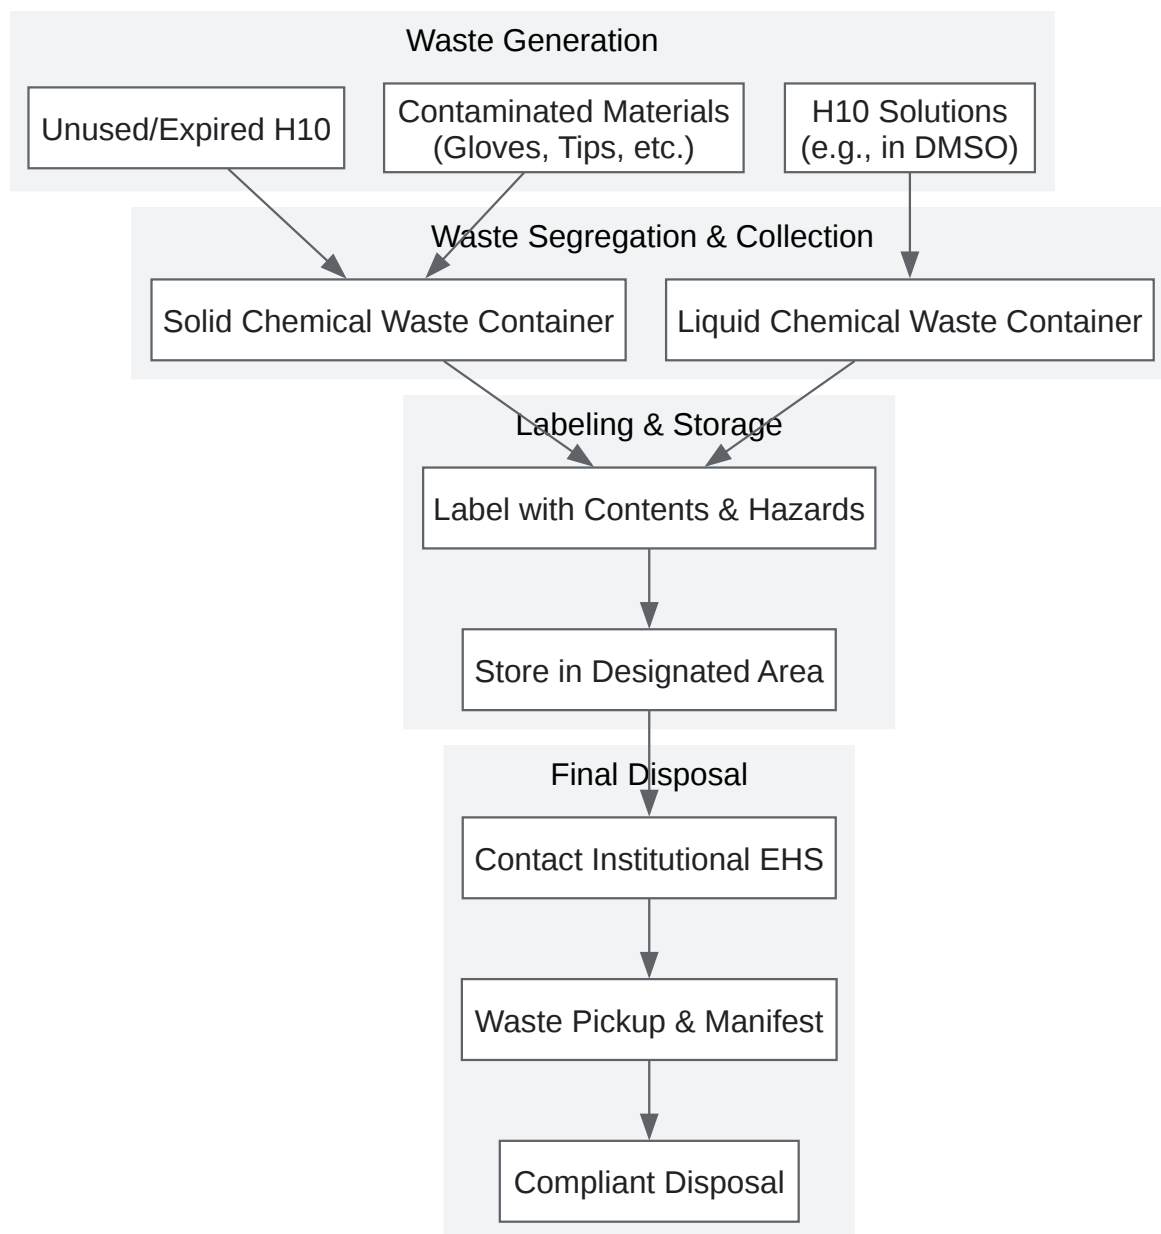 Waste Generation
Unused/Expired H10
Contaminated Materials
(Gloves, Tips, etc.)
H10 Solutions
(e.g., in DMSO)
Waste Segregation & Collection
Solid Chemical Waste Container
Liquid Chemical Waste Container
Labeling & Storage
Label with Contents & Hazards
Store in Designated Area
Final Disposal
Contact Institutional EHS
Waste Pickup & Manifest
Compliant Disposal